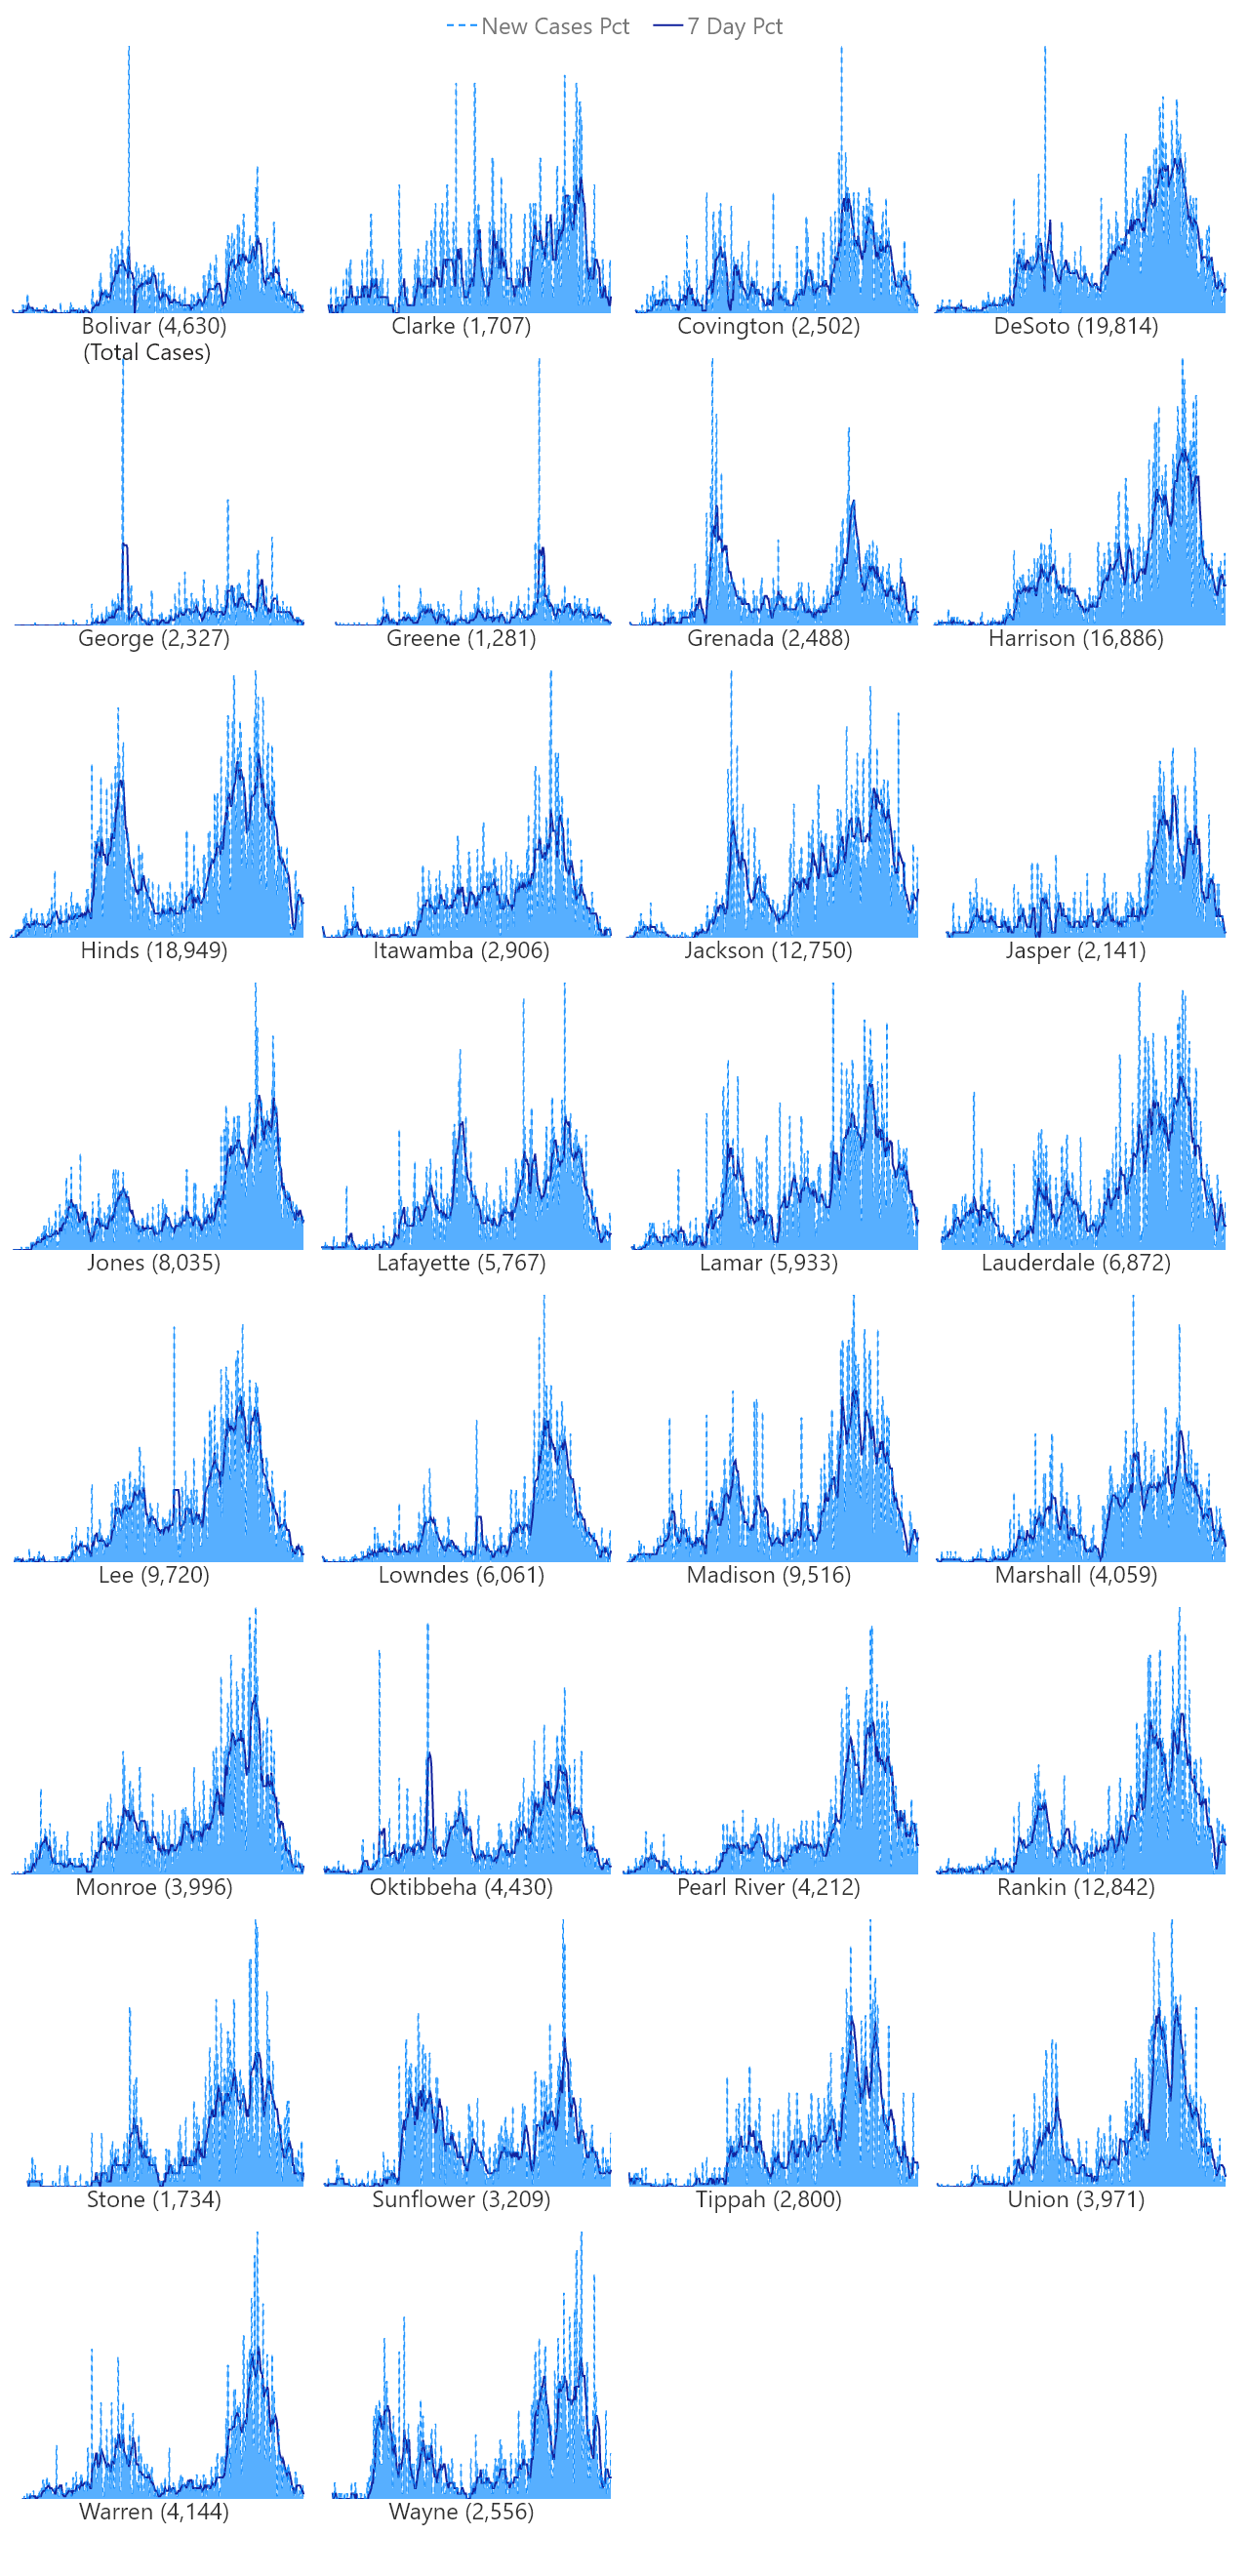 New Cases Pct 7 Day Pct
Bolivar (4,630) Clarke (1,707) Covington (2,502) DeSoto (19,814)
(Total Cases)
George (2,327) Greene (1,281) Grenada (2,488) Harrison (16,886)
Hinds (18,949) Itawamba (2,906) Jackson (12,750) Jasper (2,141)
Jones (8,035) Lafayette (5,767) Lamar (5,933) Lauderdale (6,872)
Lee (9,720) Lowndes (6,061) Madison (9,516) Marshall (4,059)
Monroe (3,996) Oktibbeha (4,430) Pearl River (4,212) Rankin (12,842)
Stone (1,734) Sunflower (3,209) Tippah (2,800) Union (3,971)
Warren (4,144) Wayne (2,556)